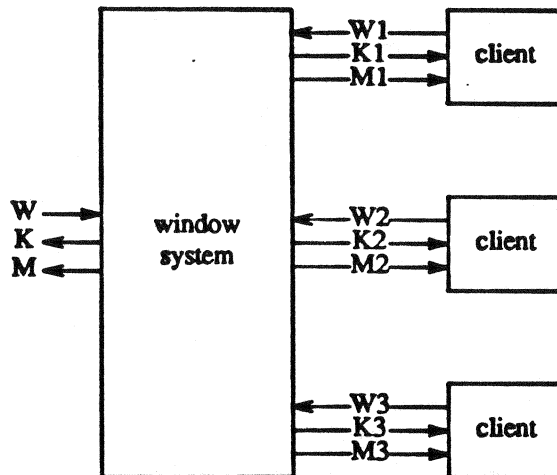 W1
K1
M1
client
W
K
M
window
system
W2
K2
M2
client
W3
K3
M3
client